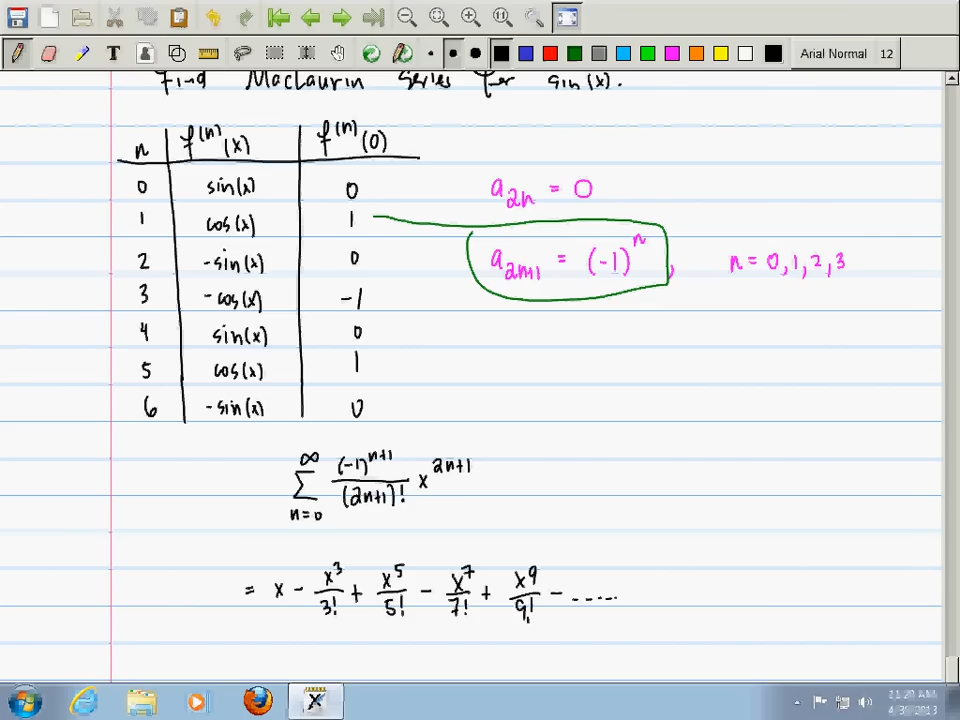 Arial Normal 12
Find Maclaurin Series for sin(x).
n f^(n)(x) f^(n)(0)
0 sin(x) 0
1 cos(x) 1
2 -sin(x) 0
3 -cos(x) -1
4 sin(x) 0
5 cos(x) 1
6 -sin(x) 0
a_2n = 0
a_2n+1 = (-1)^n, n = 0, 1, 2, 3
∞ Σ n=0 (-1)^n+1 / (2n+1)! x^2n+1
= x - x^3/3! + x^5/5! - x^7/7! + x^9/9! - .....